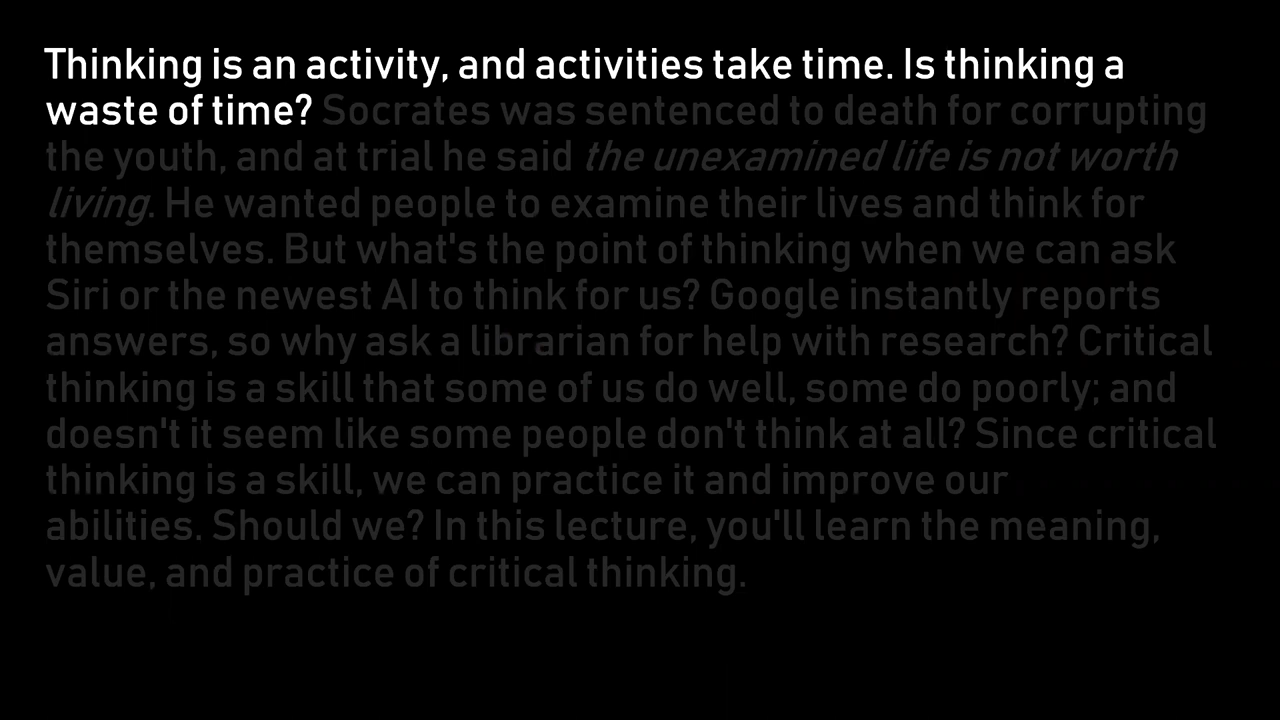 Thinking is an activity, and activities take time. Is thinking a
waste of time? Socrates was sentenced to death for corrupting
the youth, and at trial he said the unexamined life is not worth
living. He wanted people to examine their lives and think for
themselves. But what's the point of thinking when we can ask
Siri or the newest AI to think for us? Google instantly reports
answers, so why ask a librarian for help with research? Critical
thinking is a skill that some of us do well, some do poorly; and
doesn't it seem like some people don't think at all? Since critical
thinking is a skill, we can practice it and improve our
abilities. Should we? In this lecture, you'll learn the meaning,
value, and practice of critical thinking.